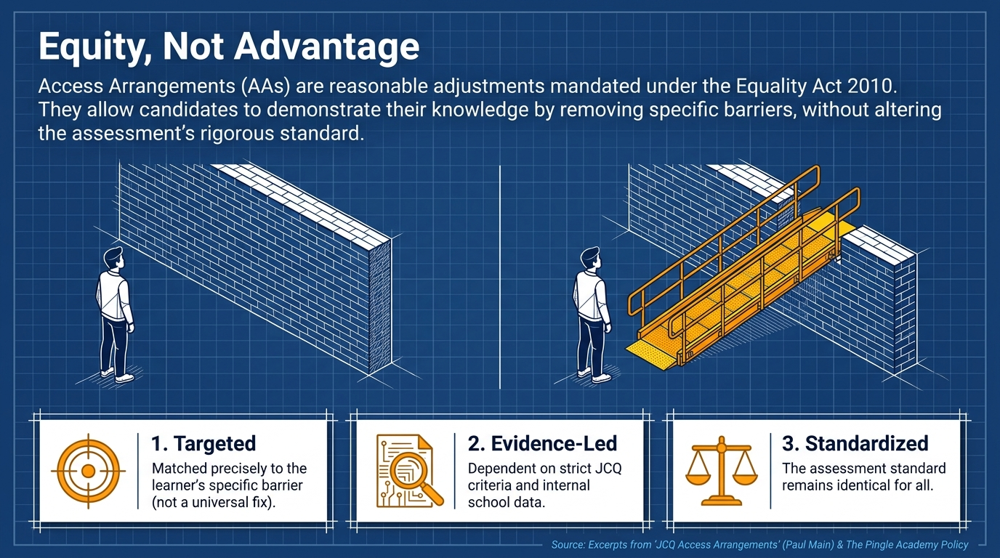 Equity, Not Advantage
Access Arrangements (AAs) are reasonable adjustments mandated under the Equality Act 2010.
They allow candidates to demonstrate their knowledge by removing specific barriers, without altering
the assessment’s rigorous standard.
1. Targeted
Matched precisely to the
learner’s specific barrier
(not a universal fix).
2. Evidence-Led
Dependent on strict JCQ
criteria and internal
school data.
3. Standardized
The assessment standard
remains identical for all.
Source: Excerpts from ‘JCQ Access Arrangements’ (Paul Main) & The Pingle Academy Policy